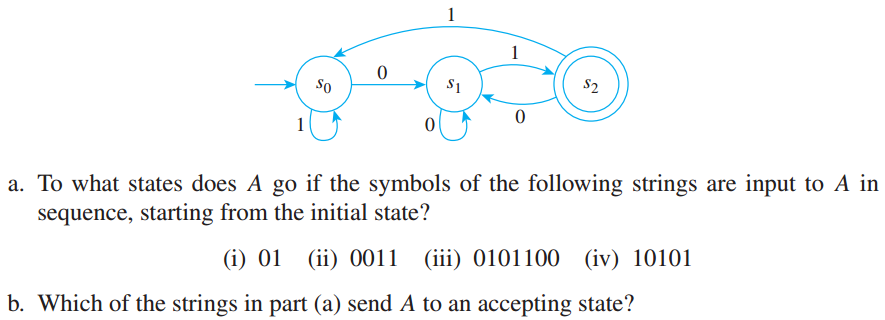 1
1
0
s0 s1 s2
0
1 0
a. To what states does A go if the symbols of the following strings are input to A in
sequence, starting from the initial state?
(i) 01 (ii) 0011 (iii) 0101100 (iv) 10101
b. Which of the strings in part (a) send A to an accepting state?